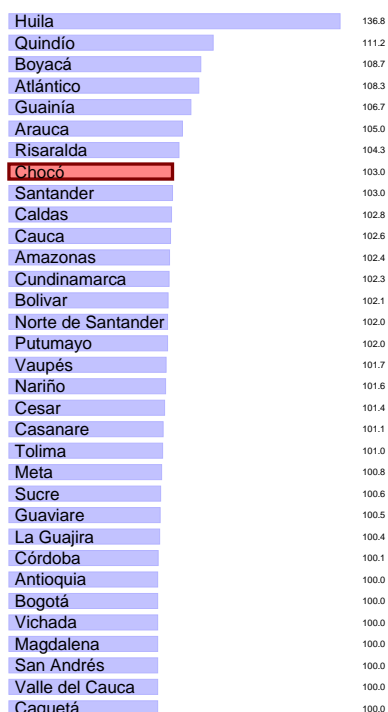 Huila 136.8
Quindío 111.2
Boyacá 108.7
Atlántico 108.3
Guainía 106.7
Arauca 105.0
Risaralda 104.3
Chocó 103.0
Santander 103.0
Caldas 102.8
Cauca 102.6
Amazonas 102.4
Cundinamarca 102.3
Bolivar 102.1
Norte de Santander 102.0
Putumayo 102.0
Vaupés 101.7
Nariño 101.6
Cesar 101.4
Casanare 101.1
Tolima 101.0
Meta 100.8
Sucre 100.6
Guaviare 100.5
La Guajira 100.4
Córdoba 100.1
Antioquia 100.0
Bogotá 100.0
Vichada 100.0
Magdalena 100.0
San Andrés 100.0
Valle del Cauca 100.0
Caquetá 100.0